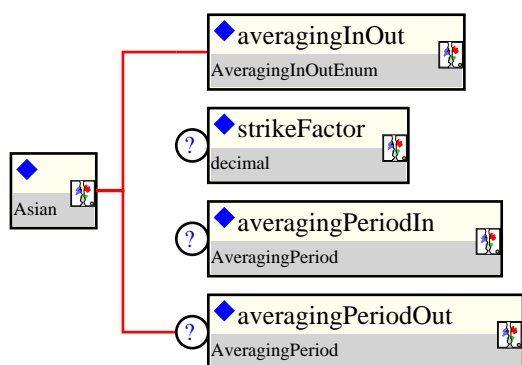 averagingInOut
AveragingInOutEnum
?
strikeFactor
decimal
Asian
?
averagingPeriodIn
AveragingPeriod
?
averagingPeriodOut
AveragingPeriod